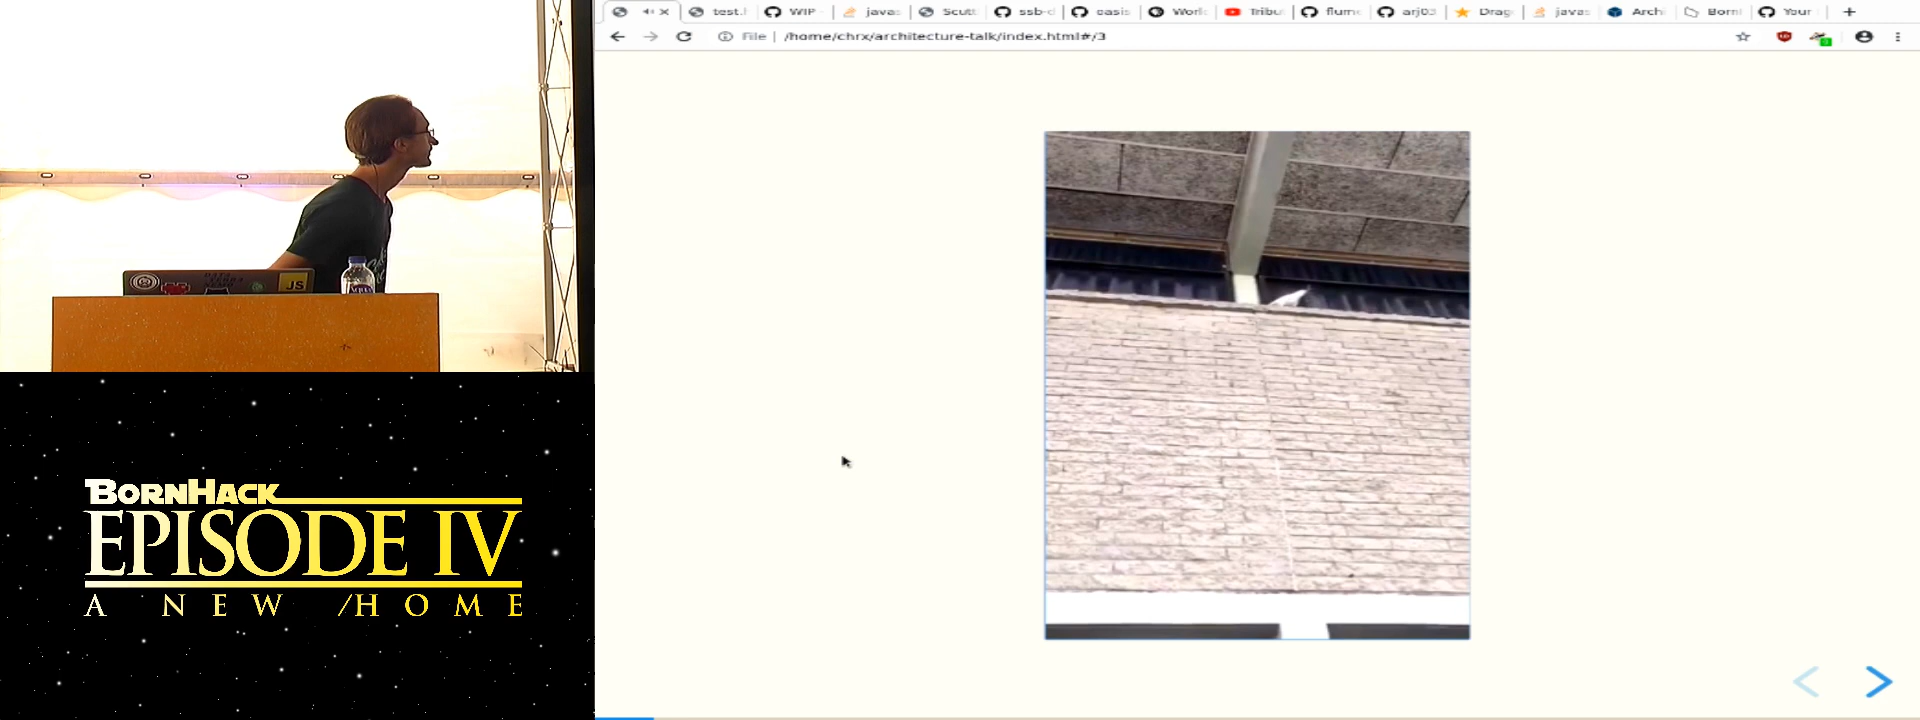 test.l
WIP
javas
Scutt
ssb-c
oasis
Worl
Tribu
flum
arj03
Drag
javas
Archi
Born
Your
File | /home/chrx/architecture-talk/index.html#/3
JS
BORNHACK
EPISODE IV
A NEW /HOME